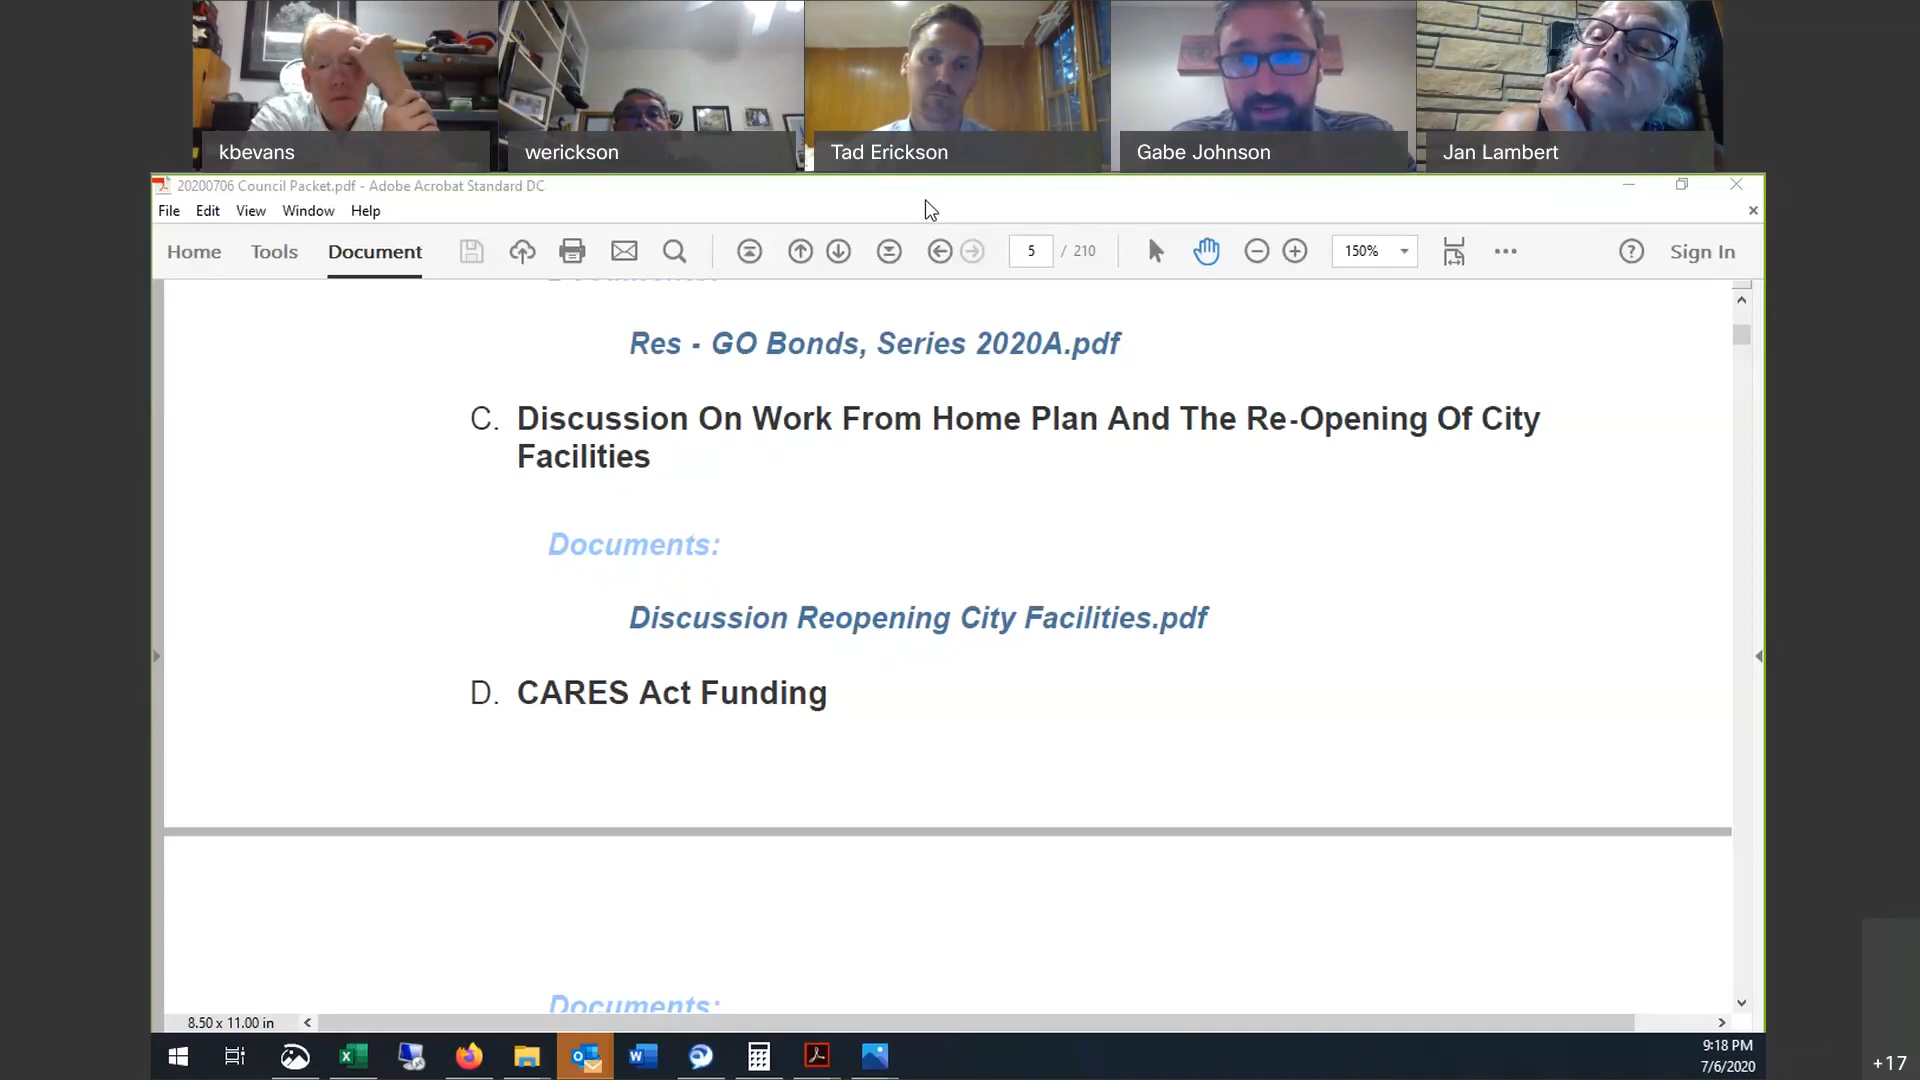 kbevans
werickson
Tad Erickson
Gabe Johnson
Jan Lambert
20200706 Council Packet.pdf - Adobe Acrobat Standard DC
File Edit View Window Help
Home Tools Document 5 / 210 150% Sign In
Documents:
Res - GO Bonds, Series 2020A.pdf
C. Discussion On Work From Home Plan And The Re-Opening Of City
Facilities
Documents:
Discussion Reopening City Facilities.pdf
D. CARES Act Funding
Documents:
8.50 x 11.00 in
9:18 PM
7/6/2020
+17